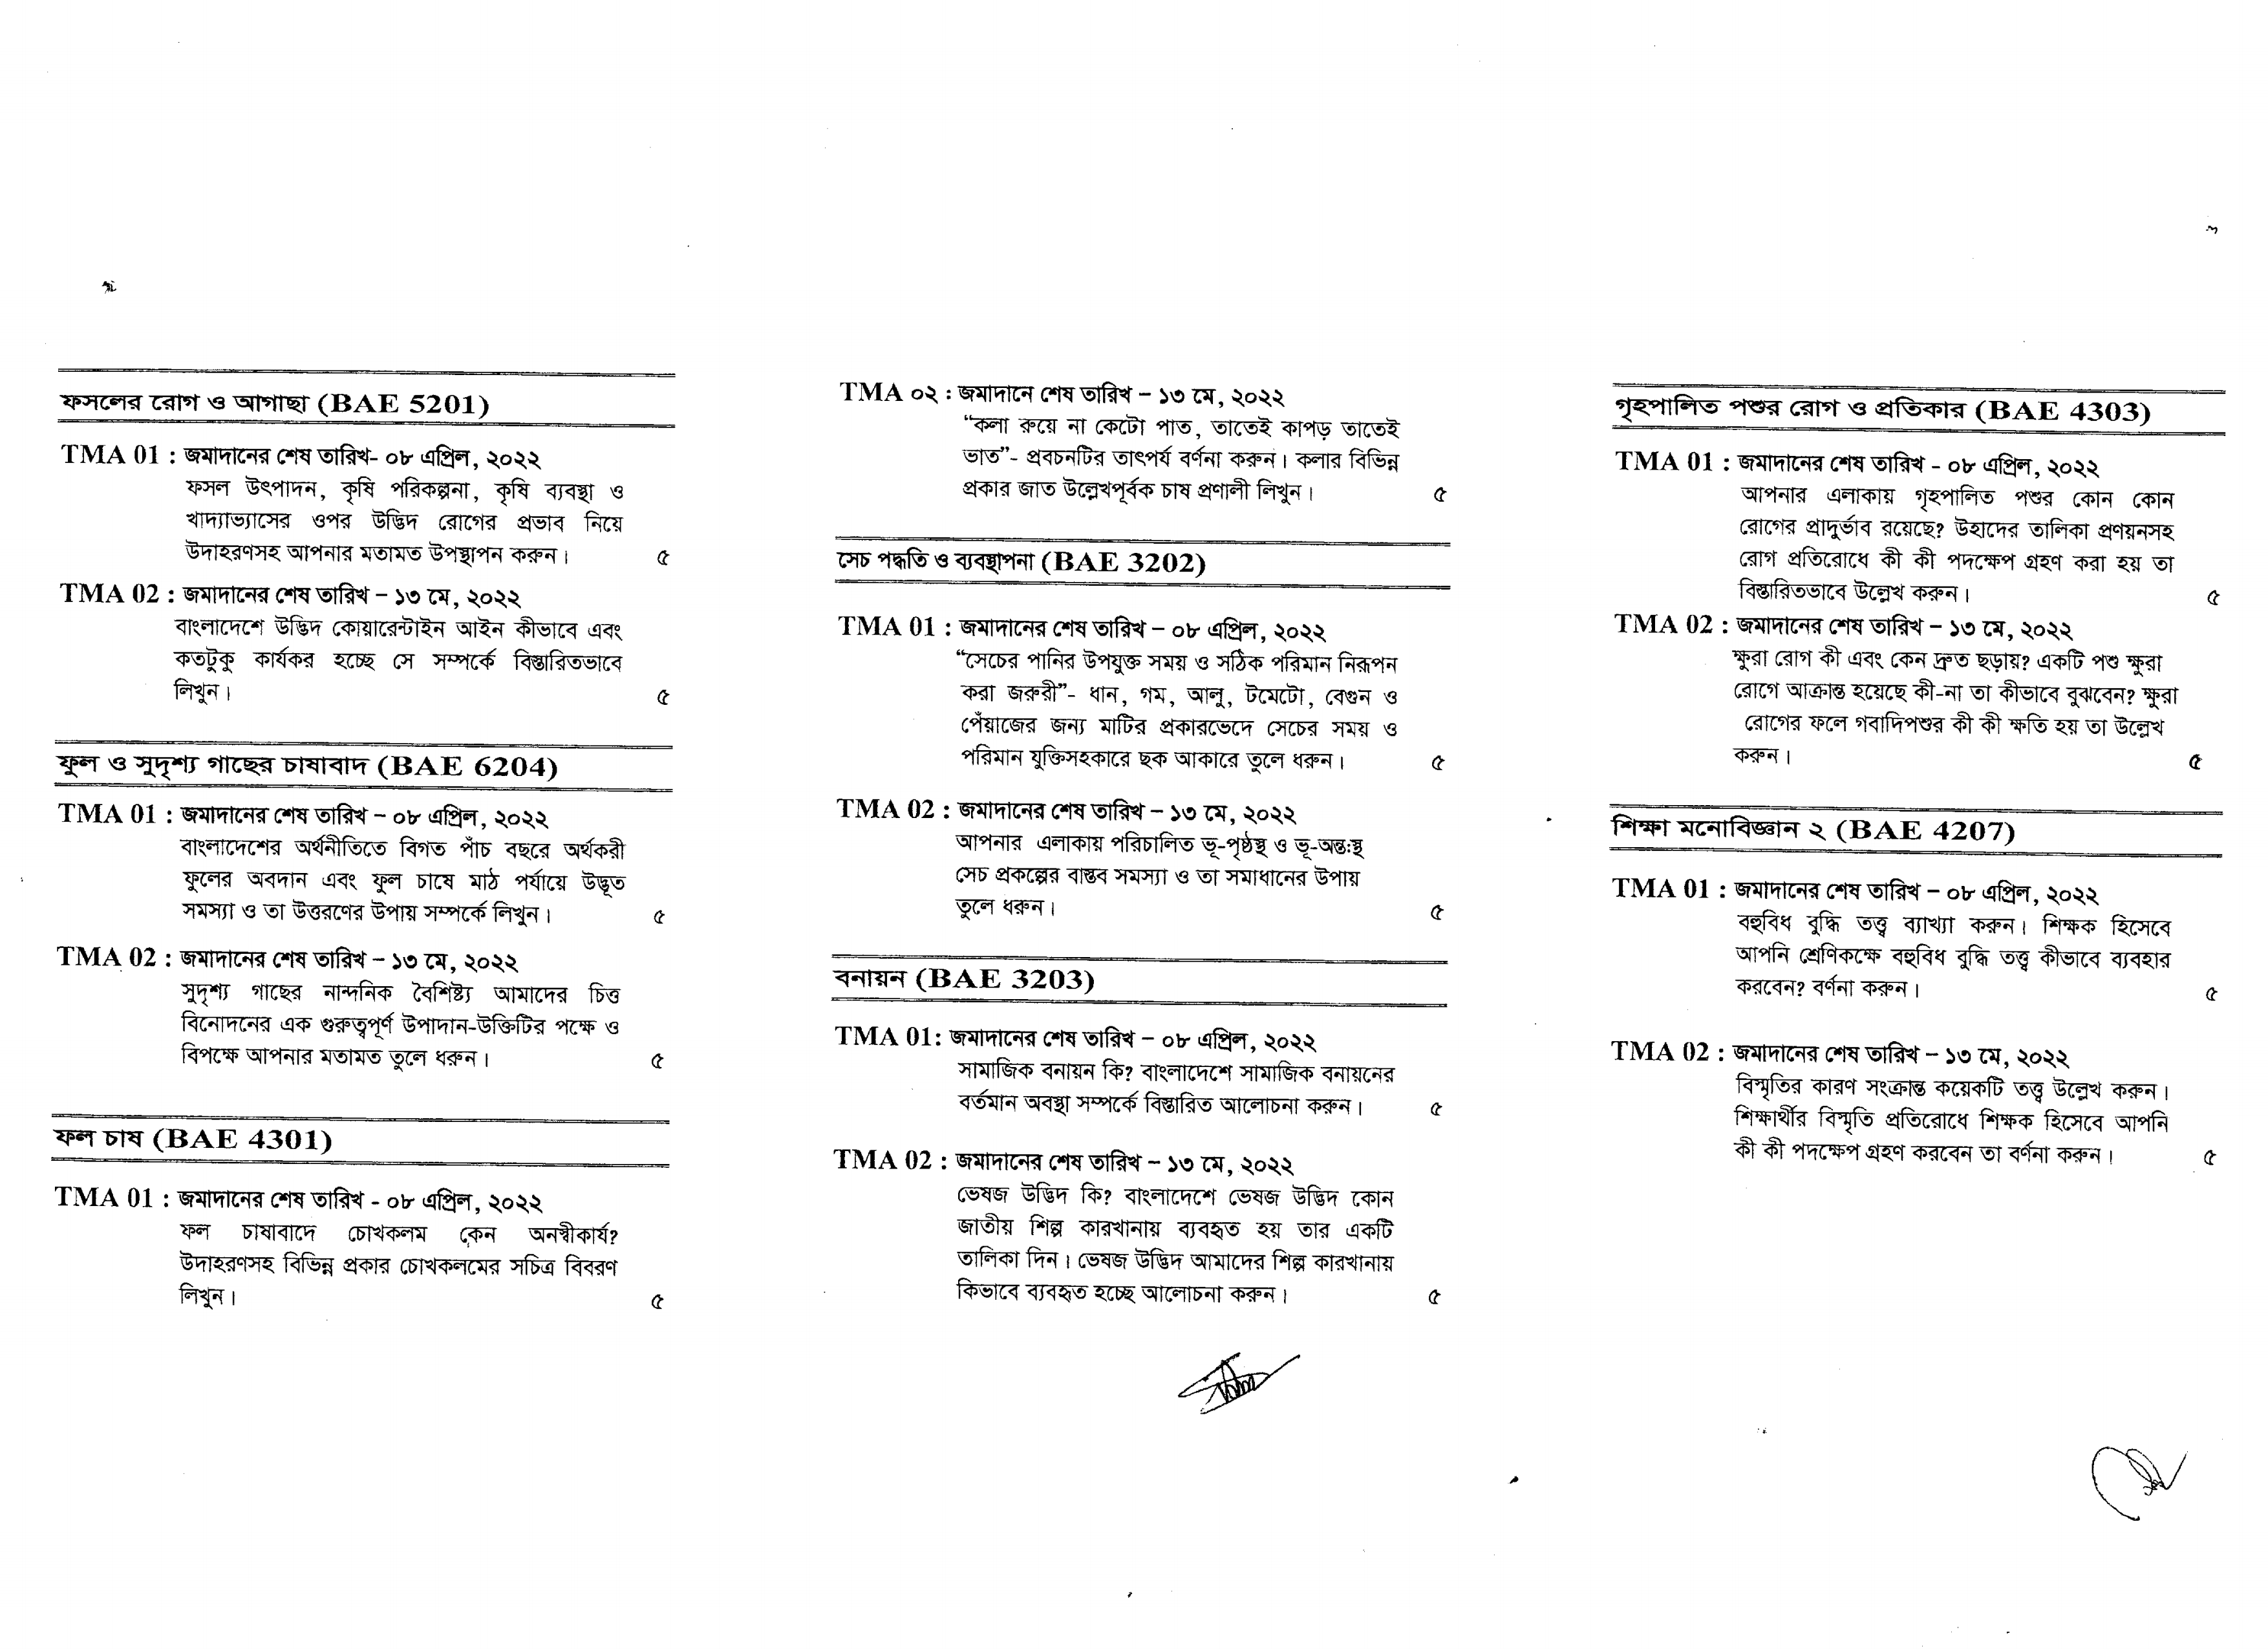 ফসলের রোগ ও আগাছা (BAE 5201)
TMA 01 : জমাদানের শেষ তারিখ- ০৮ এপ্রিল, ২০২২
ফসল উৎপাদন, কৃষি পরিকল্পনা, কৃষি ব্যবস্থা ও
খাদ্যাভ্যাসের ওপর উদ্ভিদ রোগের প্রভাব নিয়ে
উদাহরণসহ আপনার মতামত উপস্থাপন করুন। ৫
TMA 02 : জমাদানের শেষ তারিখ – ১৩ মে, ২০২২
বাংলাদেশে উদ্ভিদ কোয়ারেন্টাইন আইন কীভাবে এবং
কতটুকু কার্যকর হচ্ছে সে সম্পর্কে বিস্তারিতভাবে
লিখুন। ৫
ফুল ও সুদৃশ্য গাছের চাষাবাদ (BAE 6204)
TMA 01 : জমাদানের শেষ তারিখ – ০৮ এপ্রিল, ২০২২
বাংলাদেশের অর্থনীতিতে বিগত পাঁচ বছরে অর্থকরী
ফুলের অবদান এবং ফুল চাষে মাঠ পর্যায়ে উদ্ভূত
সমস্যা ও তা উত্তরণের উপায় সম্পর্কে লিখুন। ৫
TMA 02 : জমাদানের শেষ তারিখ – ১৩ মে, ২০২২
সুদৃশ্য গাছের নান্দনিক বৈশিষ্ট্য আমাদের চিত্ত
বিনোদনের এক গুরুত্বপূর্ণ উপাদান-উক্তিটির পক্ষে ও
বিপক্ষে আপনার মতামত তুলে ধরুন। ৫
ফল চাষ (BAE 4301)
TMA 01 : জমাদানের শেষ তারিখ - ০৮ এপ্রিল, ২০২২
ফল চাষাবাদে চোখকলম কেন অনস্বীকার্য?
উদাহরণসহ বিভিন্ন প্রকার চোখকলমের সচিত্র বিবরণ
লিখুন। ৫
TMA ০২ : জমাদানে শেষ তারিখ – ১৩ মে, ২০২২
“কলা রুয়ে না কেটো পাত, তাতেই কাপড় তাতেই
ভাত”- প্রবচনটির তাৎপর্য বর্ণনা করুন। কলার বিভিন্ন
প্রকার জাত উল্লেখপূর্বক চাষ প্রণালী লিখুন। ৫
সেচ পদ্ধতি ও ব্যবস্থাপনা (BAE 3202)
TMA 01 : জমাদানের শেষ তারিখ – ০৮ এপ্রিল, ২০২২
“সেচের পানির উপযুক্ত সময় ও সঠিক পরিমান নিরূপন
করা জরুরী”- ধান, গম, আলু, টমেটো, বেগুন ও
পেঁয়াজের জন্য মাটির প্রকারভেদে সেচের সময় ও
পরিমান যুক্তিসহকারে ছক আকারে তুলে ধরুন। ৫
TMA 02 : জমাদানের শেষ তারিখ – ১৩ মে, ২০২২
আপনার এলাকায় পরিচালিত ভূ-পৃষ্ঠস্থ ও ভূ-অন্তঃস্থ
সেচ প্রকল্পের বাস্তব সমস্যা ও তা সমাধানের উপায়
তুলে ধরুন। ৫
বনায়ন (BAE 3203)
TMA 01: জমাদানের শেষ তারিখ – ০৮ এপ্রিল, ২০২২
সামাজিক বনায়ন কি? বাংলাদেশে সামাজিক বনায়নের
বর্তমান অবস্থা সম্পর্কে বিস্তারিত আলোচনা করুন। ৫
TMA 02 : জমাদানের শেষ তারিখ – ১৩ মে, ২০২২
ভেষজ উদ্ভিদ কি? বাংলাদেশে ভেষজ উদ্ভিদ কোন
জাতীয় শিল্প কারখানায় ব্যবহৃত হয় তার একটি
তালিকা দিন। ভেষজ উদ্ভিদ আমাদের শিল্প কারখানায়
কিভাবে ব্যবহৃত হচ্ছে আলোচনা করুন। ৫
গৃহপালিত পশুর রোগ ও প্রতিকার (BAE 4303)
TMA 01 : জমাদানের শেষ তারিখ - ০৮ এপ্রিল, ২০২২
আপনার এলাকায় গৃহপালিত পশুর কোন কোন
রোগের প্রাদুর্ভাব রয়েছে? উহাদের তালিকা প্রণয়নসহ
রোগ প্রতিরোধে কী কী পদক্ষেপ গ্রহণ করা হয় তা
বিস্তারিতভাবে উল্লেখ করুন। ৫
TMA 02 : জমাদানের শেষ তারিখ – ১৩ মে, ২০২২
ক্ষুরা রোগ কী এবং কেন দ্রুত ছড়ায়? একটি পশু ক্ষুরা
রোগে আক্রান্ত হয়েছে কী-না তা কীভাবে বুঝবেন? ক্ষুরা
রোগের ফলে গবাদিপশুর কী কী ক্ষতি হয় তা উল্লেখ
করুন। ৫
শিক্ষা মনোবিজ্ঞান ২ (BAE 4207)
TMA 01 : জমাদানের শেষ তারিখ – ০৮ এপ্রিল, ২০২২
বহুবিধ বুদ্ধি তত্ত্ব ব্যাখ্যা করুন। শিক্ষক হিসেবে
আপনি শ্রেণিকক্ষে বহুবিধ বুদ্ধি তত্ত্ব কীভাবে ব্যবহার
করবেন? বর্ণনা করুন। ৫
TMA 02 : জমাদানের শেষ তারিখ – ১৩ মে, ২০২২
বিস্মৃতির কারণ সংক্রান্ত কয়েকটি তত্ত্ব উল্লেখ করুন।
শিক্ষার্থীর বিস্মৃতি প্রতিরোধে শিক্ষক হিসেবে আপনি
কী কী পদক্ষেপ গ্রহণ করবেন তা বর্ণনা করুন। ৫